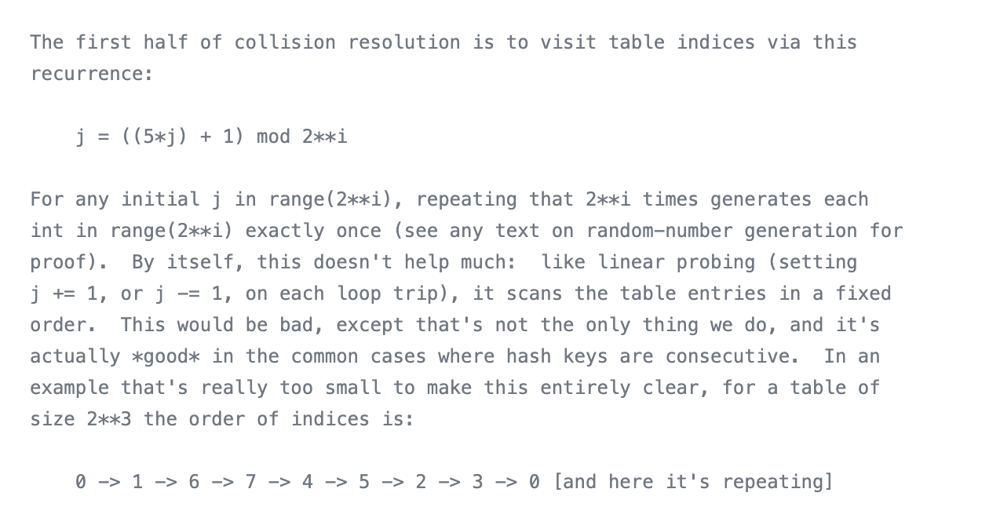 The first half of collision resolution is to visit table indices via this
recurrence:

    j = ((5*j) + 1) mod 2**i

For any initial j in range(2**i), repeating that 2**i times generates each
int in range(2**i) exactly once (see any text on random-number generation for
proof).  By itself, this doesn't help much:  like linear probing (setting
j += 1, or j -= 1, on each loop trip), it scans the table entries in a fixed
order.  This would be bad, except that's not the only thing we do, and it's
actually *good* in the common cases where hash keys are consecutive.  In an
example that's really too small to make this entirely clear, for a table of
size 2**3 the order of indices is:

    0 -> 1 -> 6 -> 7 -> 4 -> 5 -> 2 -> 3 -> 0 [and here it's repeating]